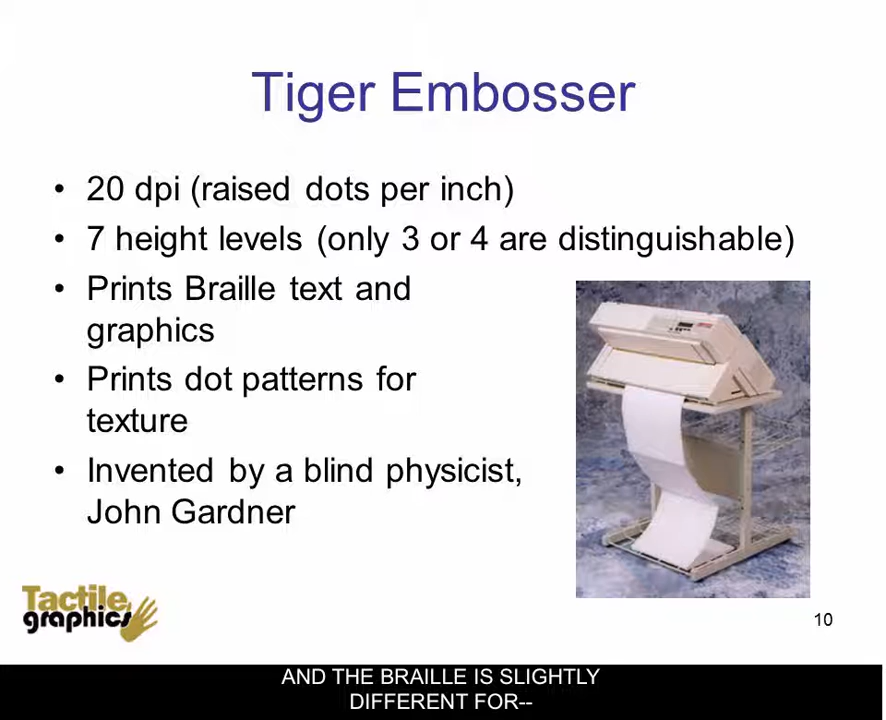 Tiger Embosser
• 20 dpi (raised dots per inch)
• 7 height levels (only 3 or 4 are distinguishable)
• Prints Braille text and
graphics
• Prints dot patterns for
texture
• Invented by a blind physicist,
John Gardner
Tactile
graphics
10
AND THE BRAILLE IS SLIGHTLY
DIFFERENT FOR--